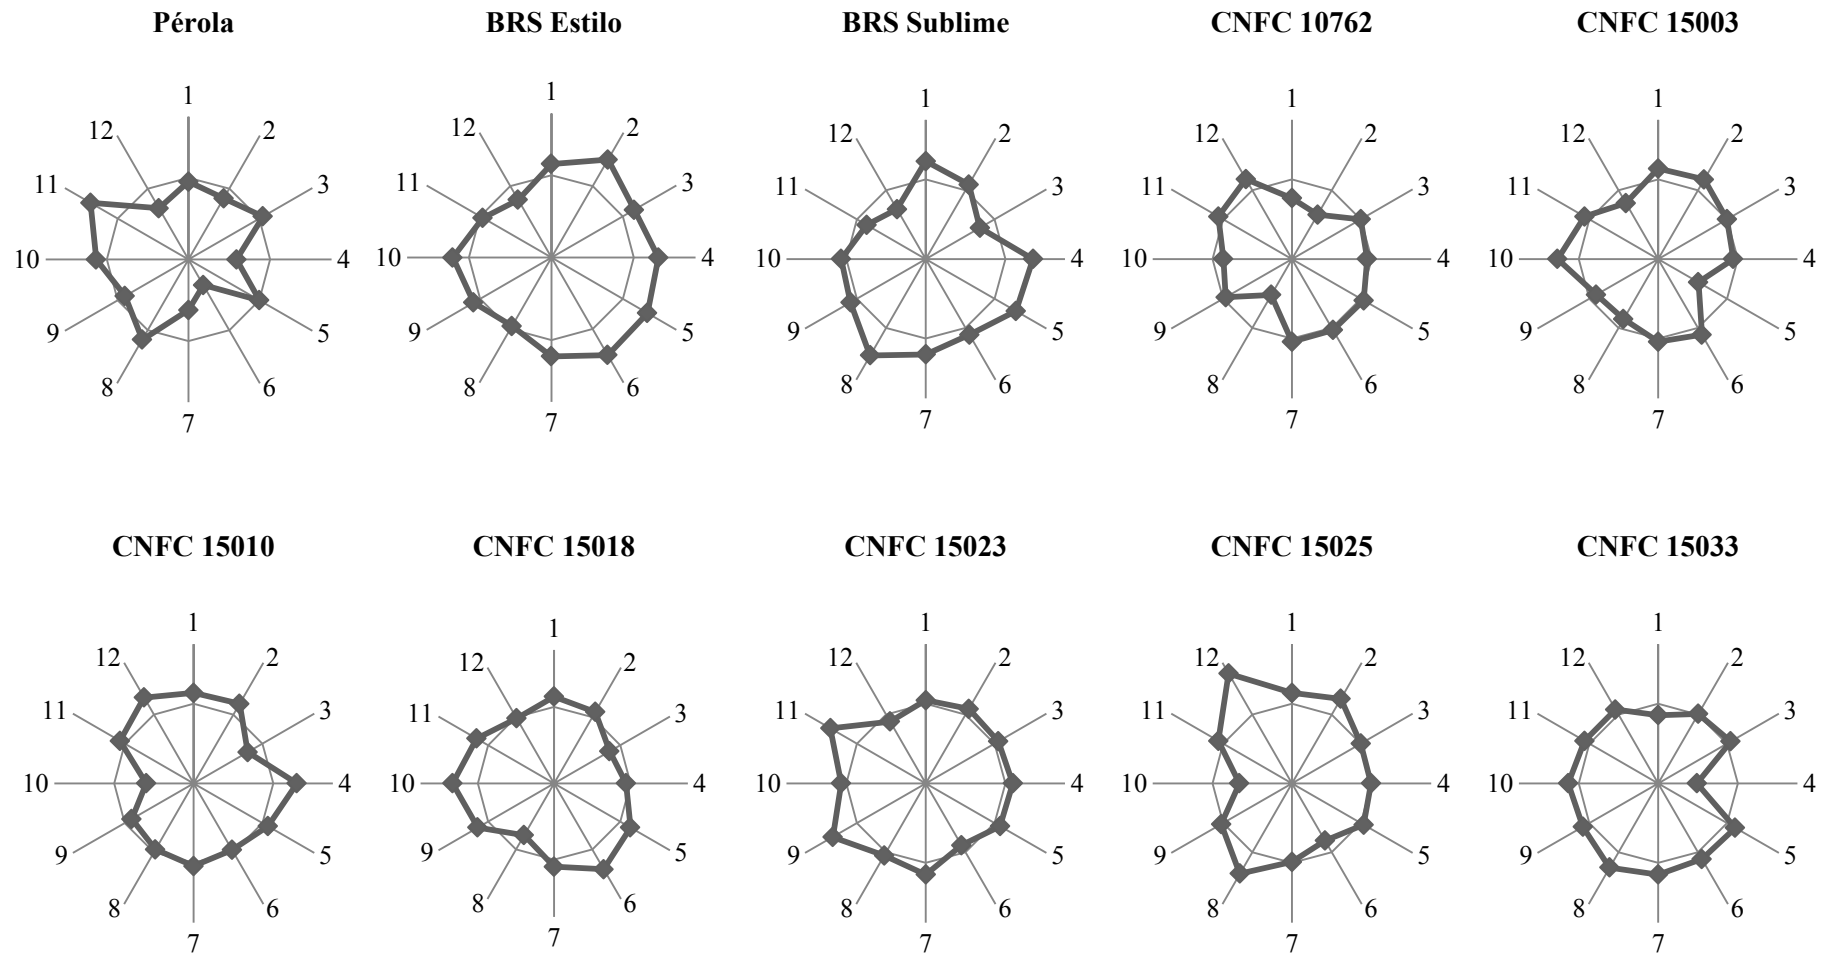 Pérola BRS Estilo BRS Sublime CNFC 10762 CNFC 15003
1 1 1 1 1
12 2 12 2 12 2 12 2 12 2
11 3 11 3 11 3 11 3 11 3
10 4 10 4 10 4 10 4 10 4
9 5 9 5 9 5 9 5 9 5
8 6 8 6 8 6 8 6 8 6
7 7 7 7 7
CNFC 15010 CNFC 15018 CNFC 15023 CNFC 15025 CNFC 15033
1 1 1 1 1
12 2 12 2 12 2 12 2 12 2
11 3 11 3 11 3 11 3 11 3
10 4 10 4 10 4 10 4 10 4
9 5 9 5 9 5 9 5 9 5
8 6 8 6 8 6 8 6 8 6
7 7 7 7 7